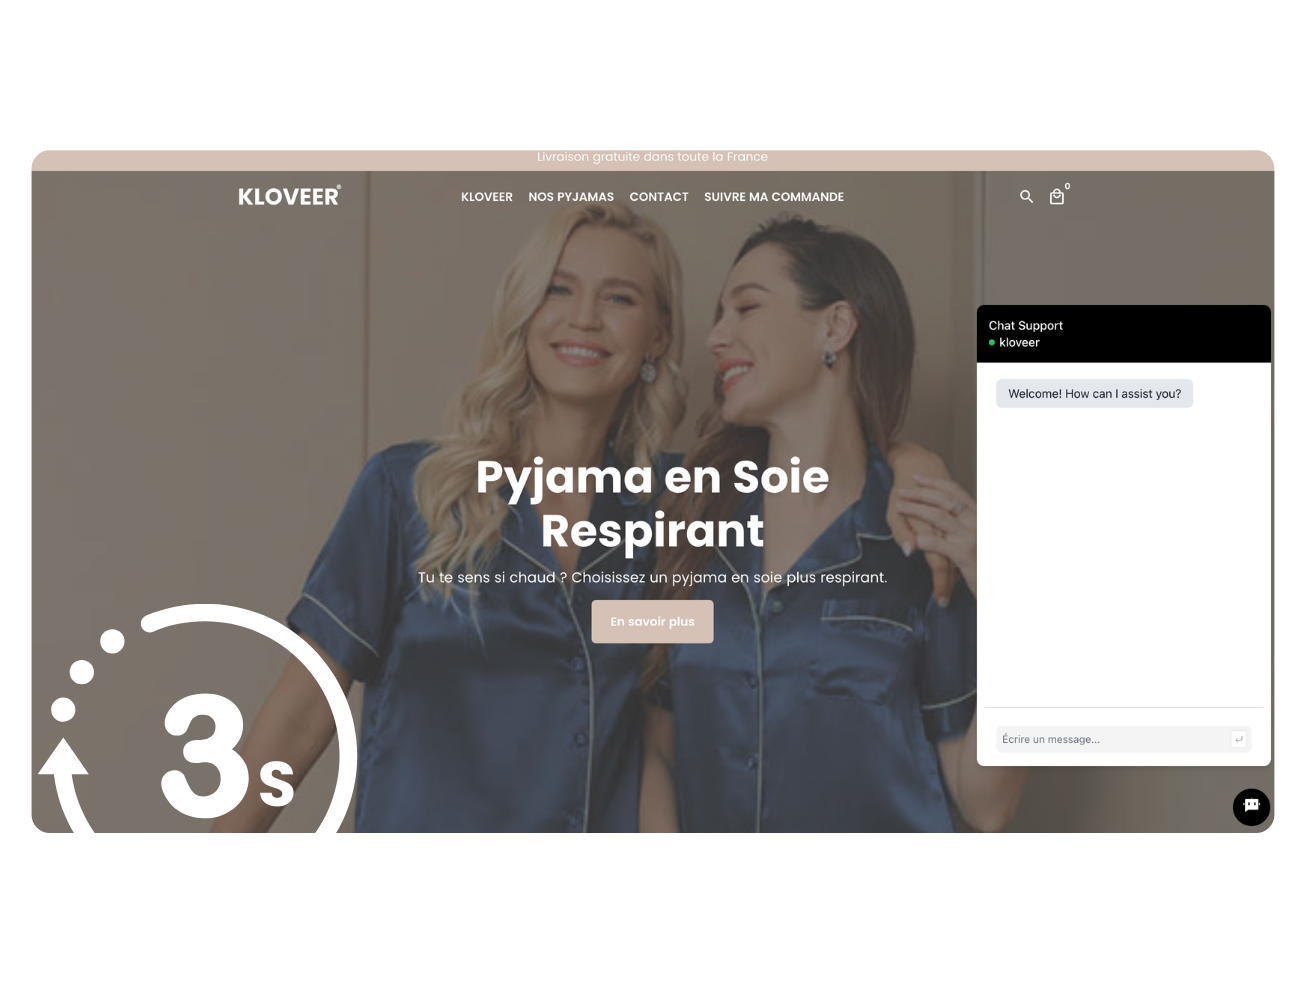 Livraison gratuite dans toute la France
KLOVEER®
KLOVEER NOS PYJAMAS CONTACT SUIVRE MA COMMANDE
0
Chat Support
kloveer
Welcome! How can I assist you?
Pyjama en Soie
Respirant
Tu te sens si chaud ? Choisissez un pyjama en soie plus respirant.
En savoir plus
3s
Écrire un message...